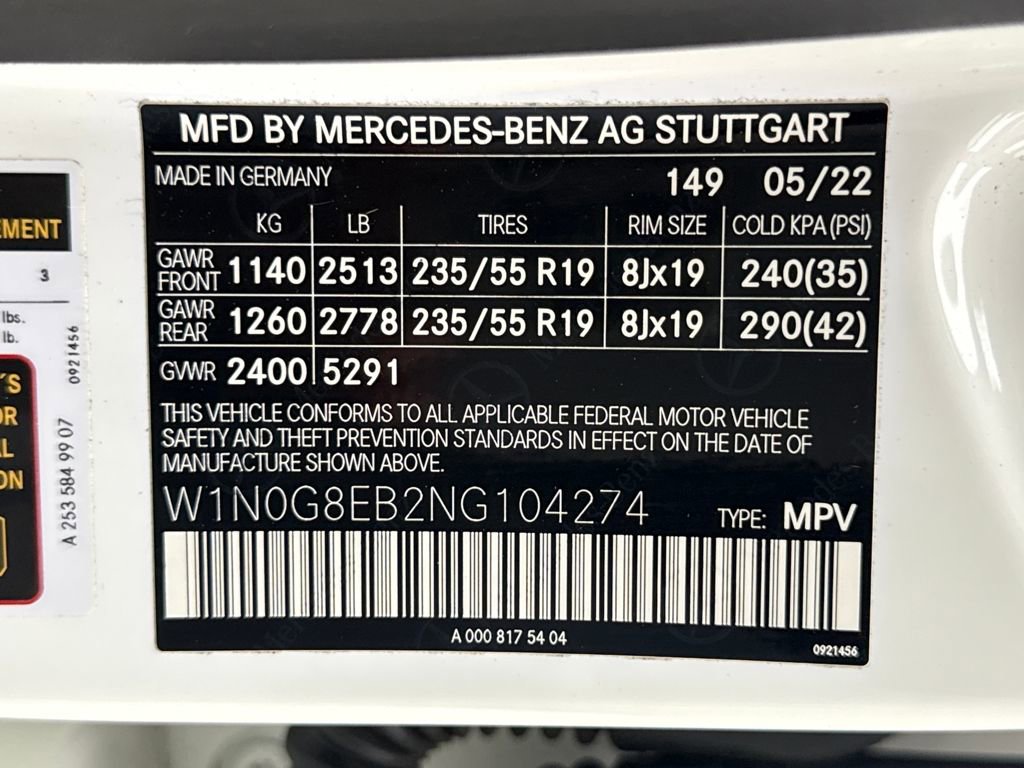 MFD BY MERCEDES-BENZ AG STUTTGART
MADE IN GERMANY 149 05/22
KG LB TIRES RIM SIZE COLD KPA (PSI)
GAWR FRONT 1140 2513 235/55 R19 8Jx19 240(35)
GAWR REAR 1260 2778 235/55 R19 8Jx19 290(42)
GVWR 2400 5291
THIS VEHICLE CONFORMS TO ALL APPLICABLE FEDERAL MOTOR VEHICLE
SAFETY AND THEFT PREVENTION STANDARDS IN EFFECT ON THE DATE OF
MANUFACTURE SHOWN ABOVE.
W1N0G8EB2NG104274 TYPE: MPV
A 000 817 54 04
0921456
EMENT
3
lbs.
lb.
'S
OR
AL
ON
0921456
A 253 584 99 07